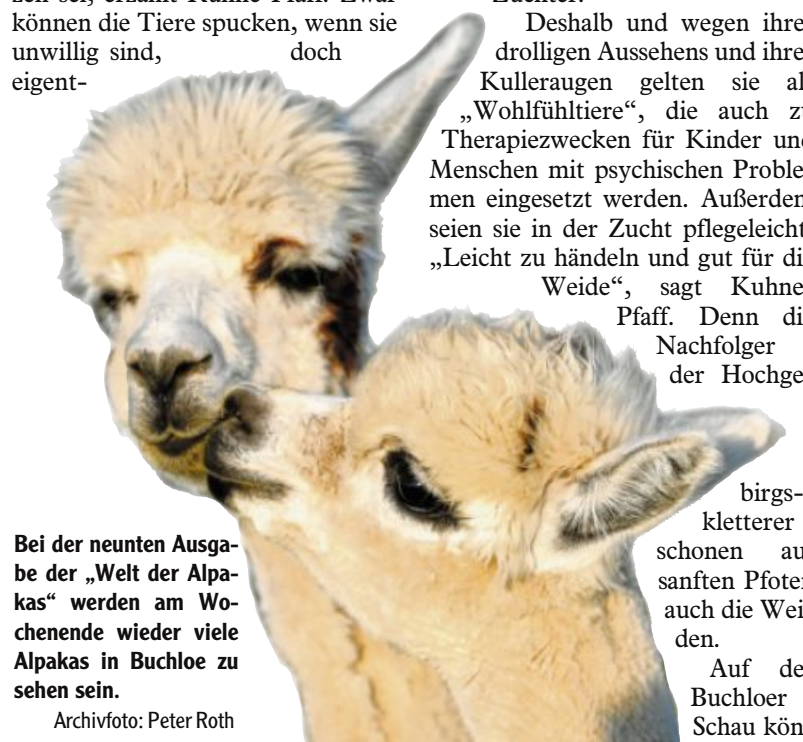 können die Tiere spucken, wenn sie
unwillig sind, doch
eigent-
Bei der neunten Ausga-
be der „Welt der Alpa-
kas“ werden am Wo-
chenende wieder viele
Alpakas in Buchloe zu
sehen sein.
Archivfoto: Peter Roth
Deshalb und wegen ihre
drolligen Aussehens und ihre
Kulleraugen gelten sie al
„Wohlfühltiere“, die auch z
Therapiezwecken für Kinder un
Menschen mit psychischen Proble
men eingesetzt werden. Außerden
seien sie in der Zucht pflegeleicht
„Leicht zu händeln und gut für di
Weide“, sagt Kuhne
Pfaff. Denn di
Nachfolger
der Hochge
birgs-
kletterer
schonen au
sanften Pfoten
auch die Wei
den.
Auf de
Buchloer
Schau kön